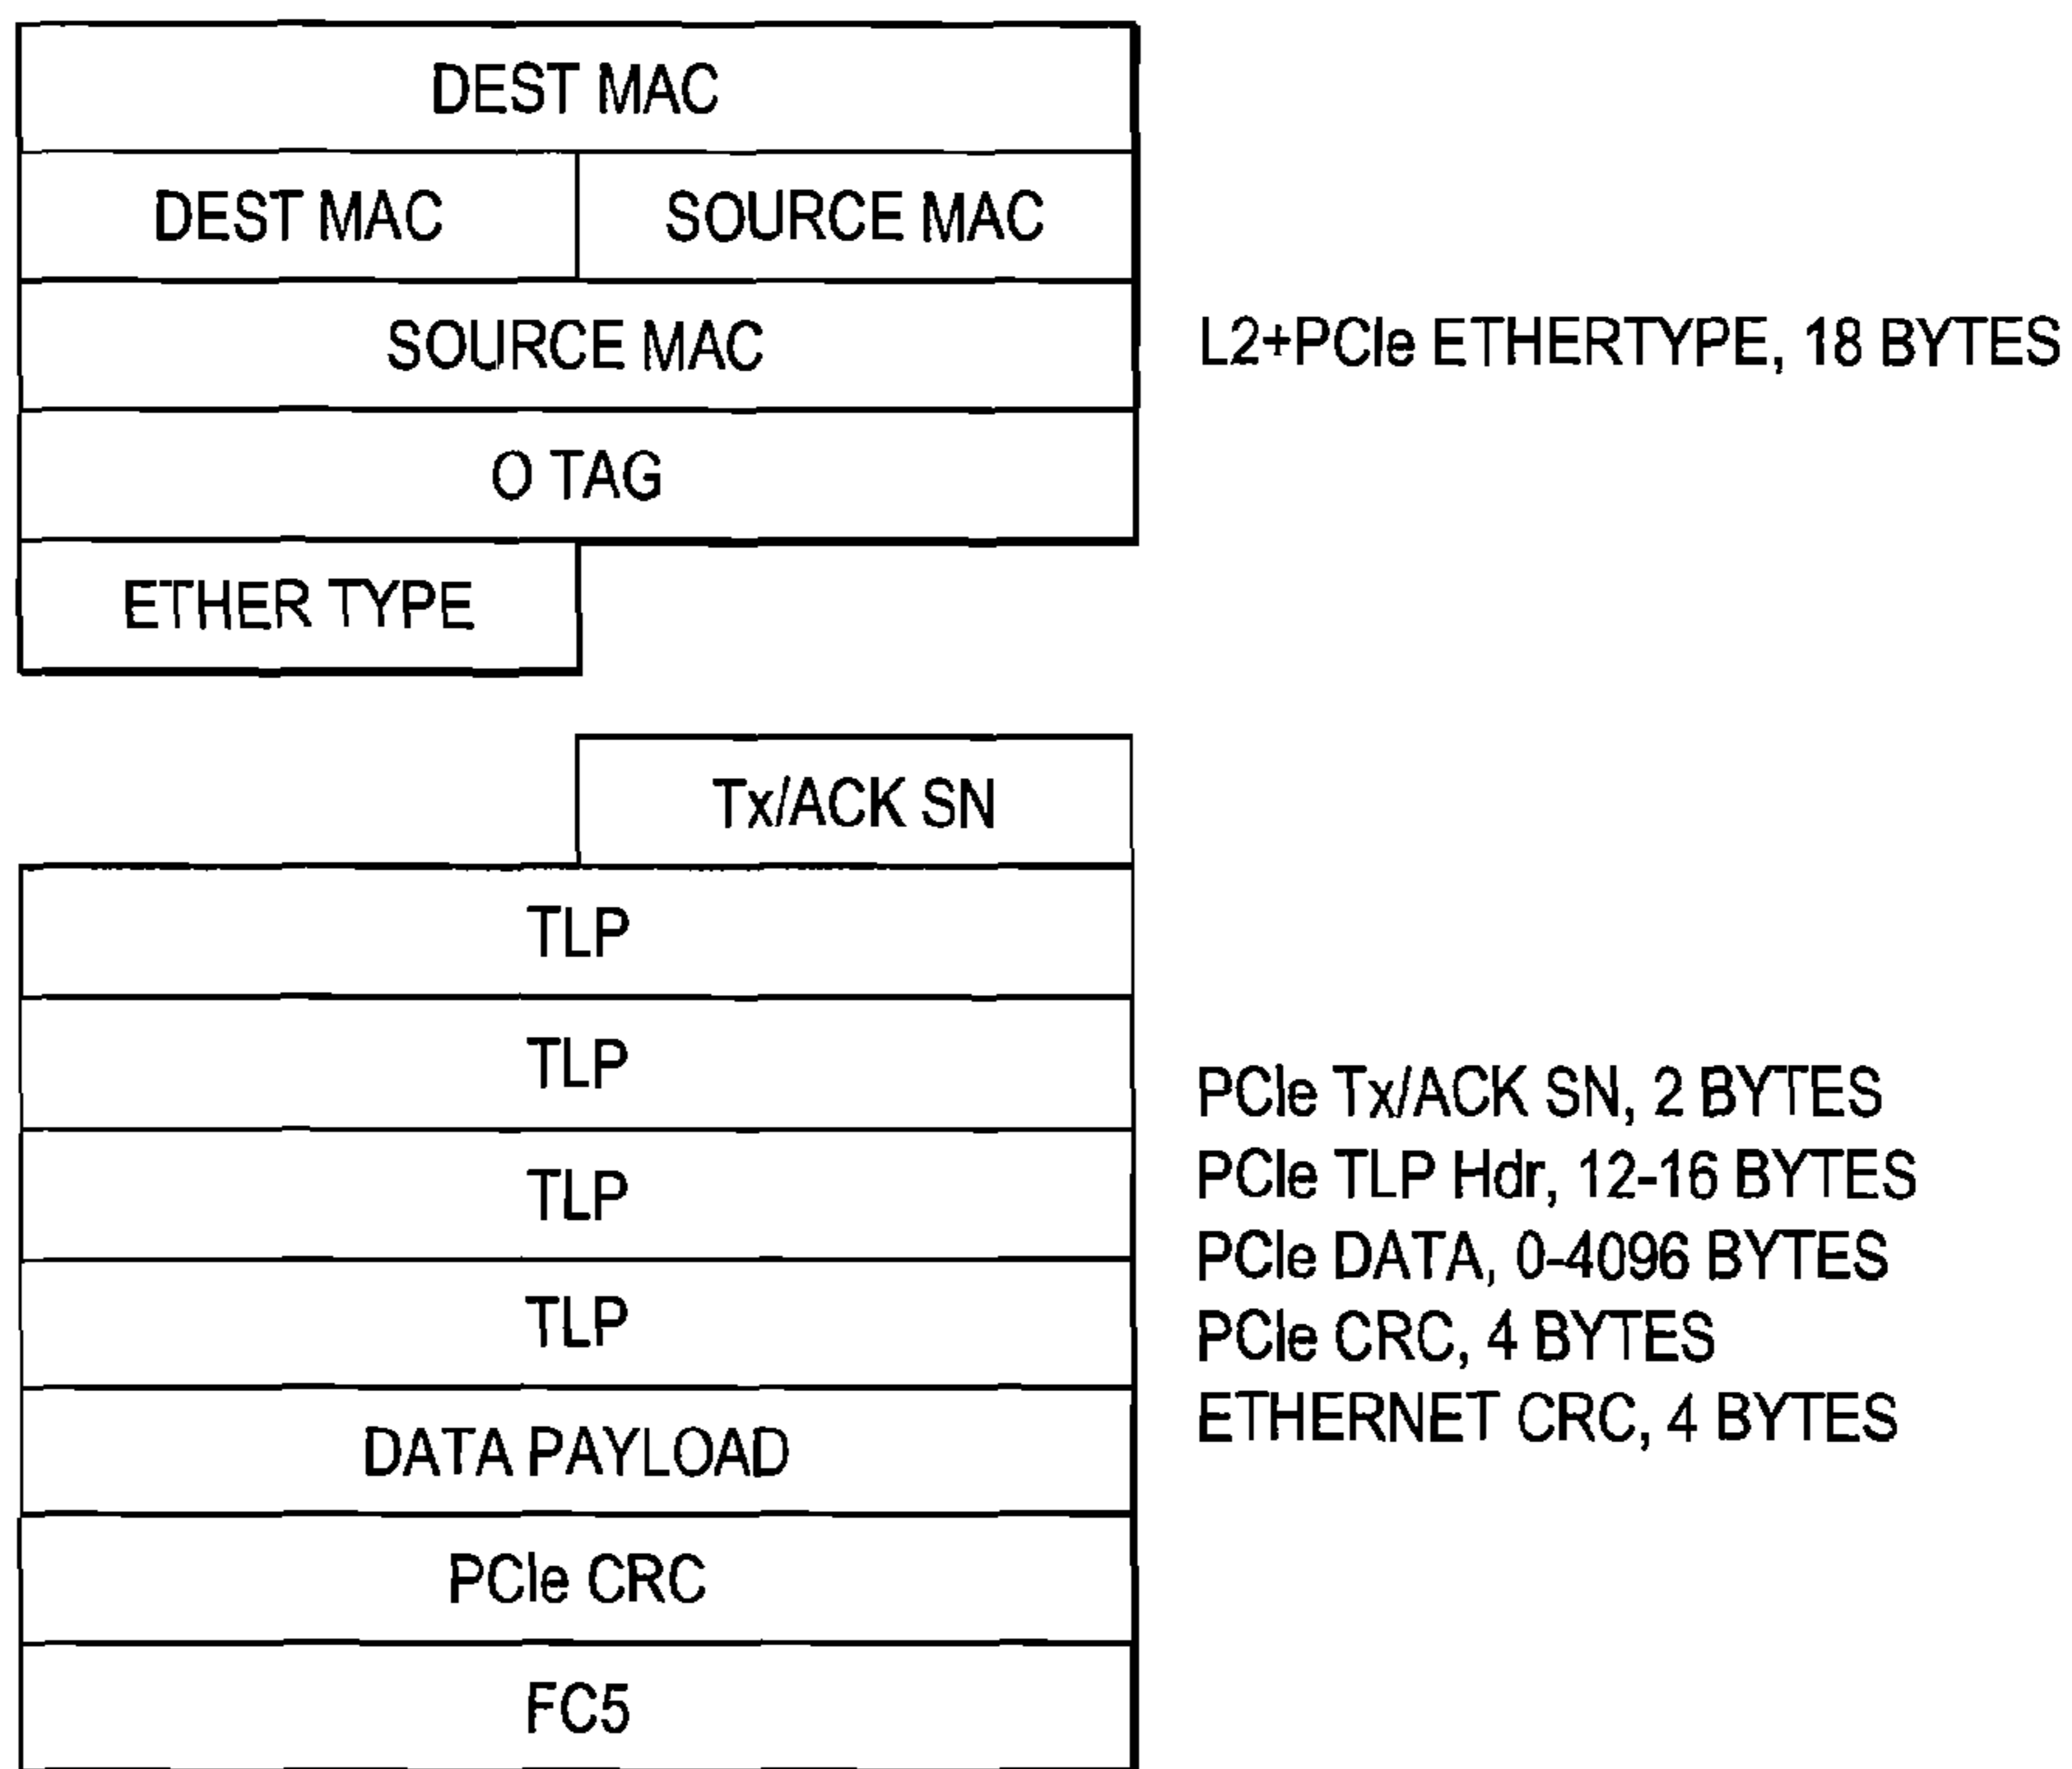 DEST MAC
DEST MAC SOURCE MAC
SOURCE MAC
O TAG
ETHER TYPE
L2+PCIe ETHERTYPE, 18 BYTES
Tx/ACK SN
TLP
TLP
TLP
TLP
DATA PAYLOAD
PCIe CRC
FC5
PCIe Tx/ACK SN, 2 BYTES
PCIe TLP Hdr, 12-16 BYTES
PCIe DATA, 0-4096 BYTES
PCIe CRC, 4 BYTES
ETHERNET CRC, 4 BYTES